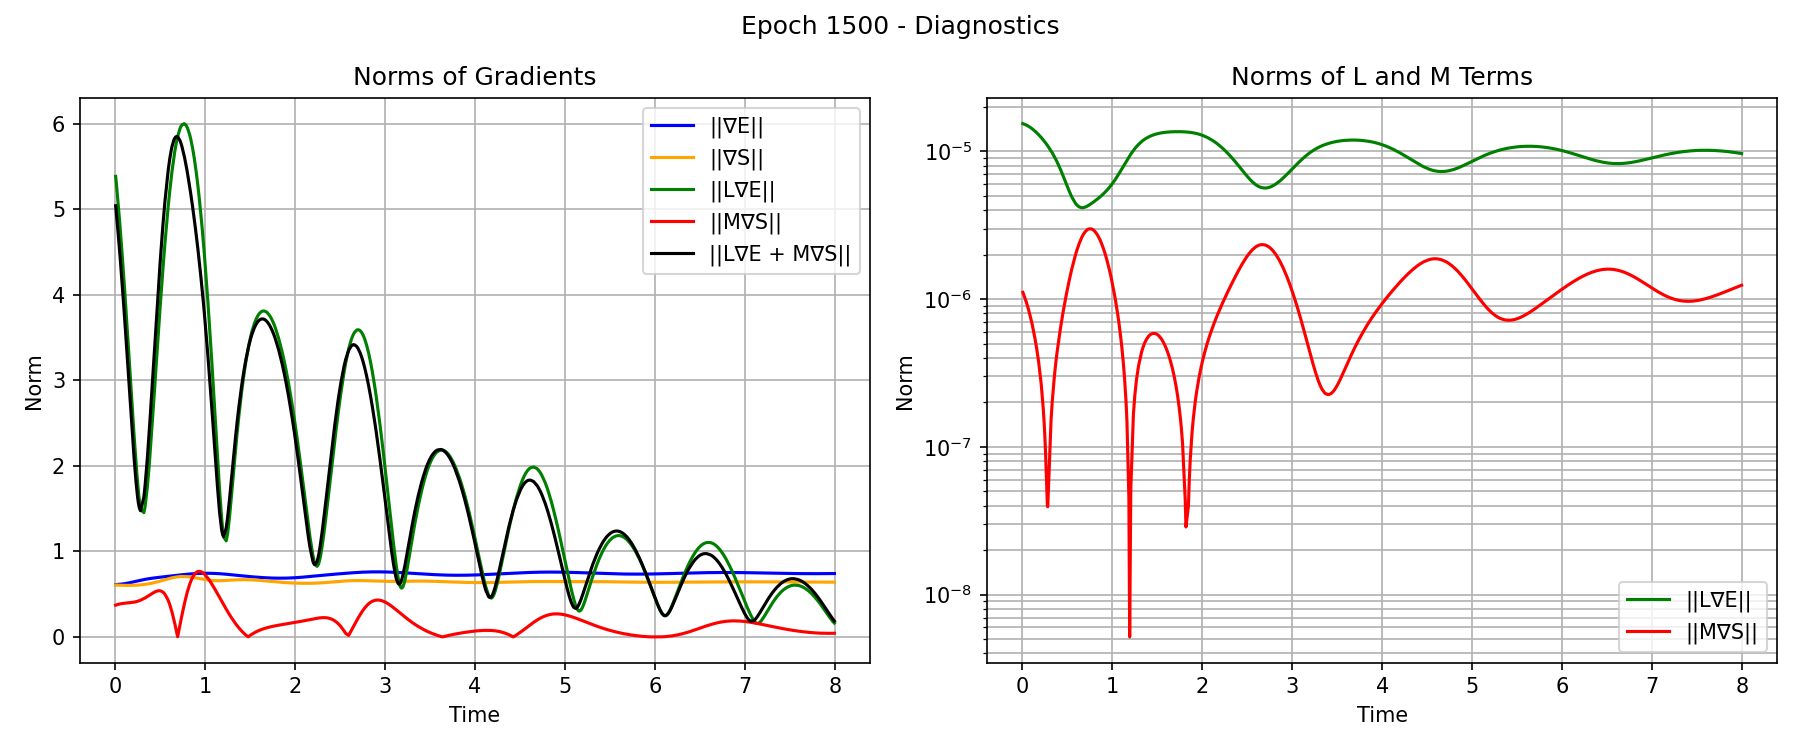 Epoch 1500 - Diagnostics
Norms of Gradients
Norm
6
5
4
3
2
1
0
||∇E||
||∇S||
||L∇E||
||M∇S||
||L∇E + M∇S||
0 1 2 3 4 5 6 7 8
Time
Norms of L and M Terms
Norm
10⁻⁵
10⁻⁶
10⁻⁷
10⁻⁸
||L∇E||
||M∇S||
0 1 2 3 4 5 6 7 8
Time